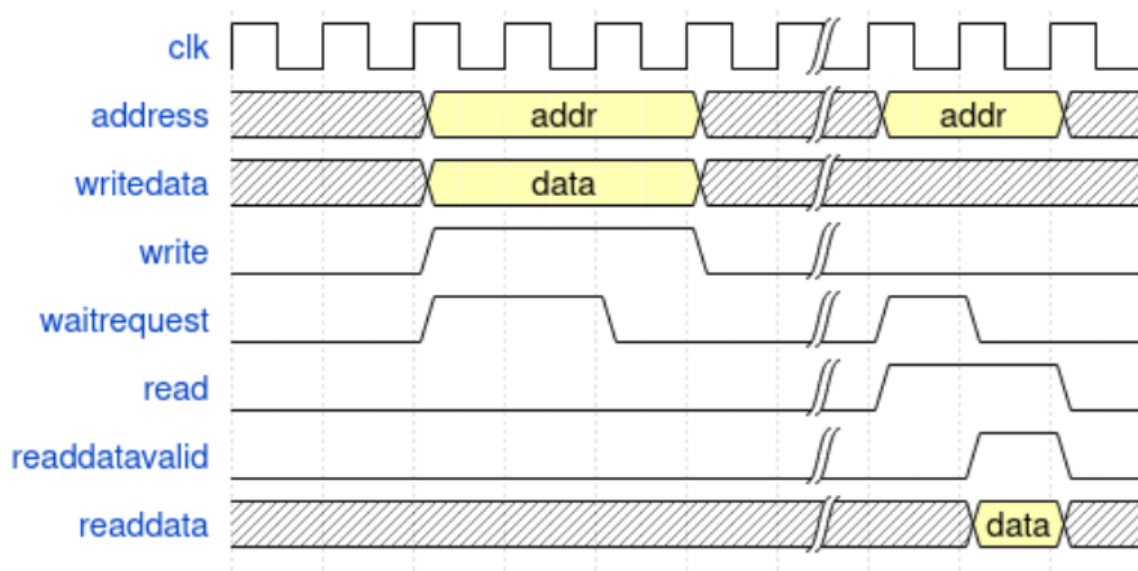 clk
address addr addr
writedata data
write
waitrequest
read
readdatavalid
readdata data